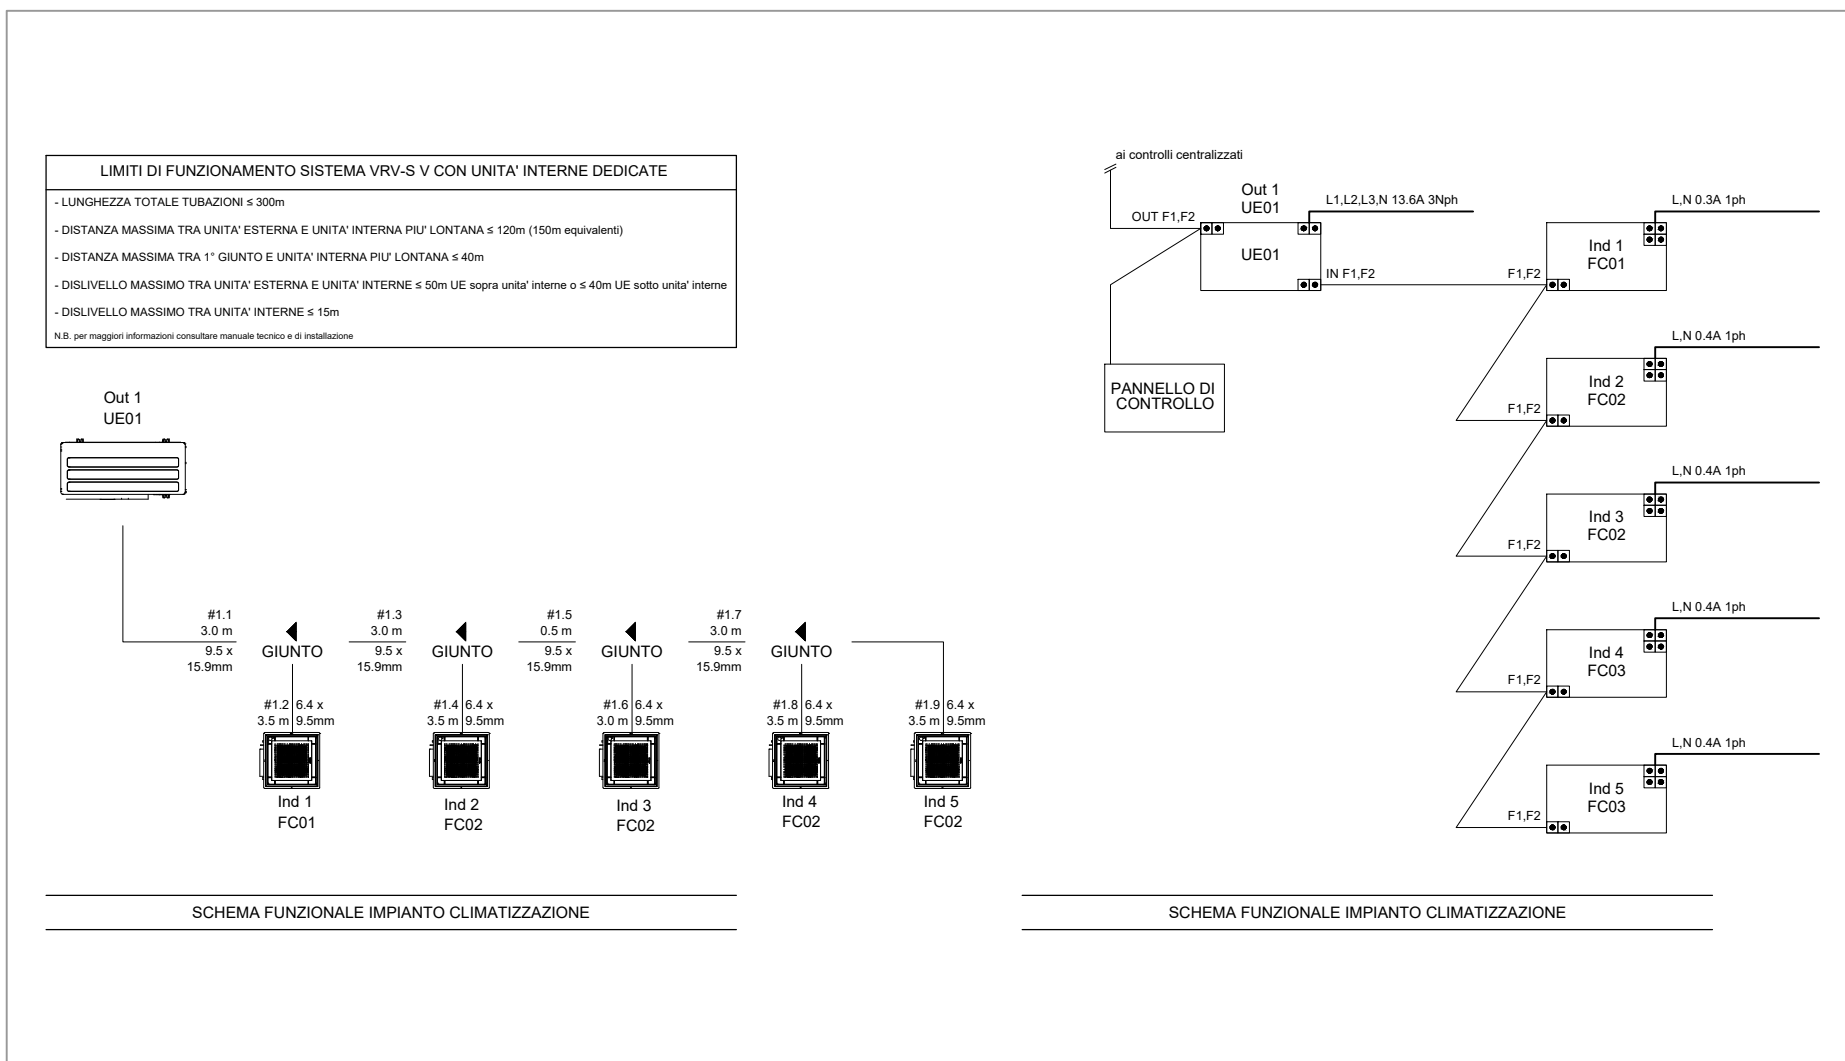 LIMITI DI FUNZIONAMENTO SISTEMA VRV-S V CON UNITA' INTERNE DEDICATE
- LUNGHEZZA TOTALE TUBAZIONI ≤ 300m
- DISTANZA MASSIMA TRA UNITA' ESTERNA E UNITA' INTERNA PIU' LONTANA ≤ 120m (150m equivalenti)
- DISTANZA MASSIMA TRA 1° GIUNTO E UNITA' INTERNA PIU' LONTANA ≤ 40m
- DISLIVELLO MASSIMO TRA UNITA' ESTERNA E UNITA' INTERNE ≤ 50m UE sopra unita' interne o ≤ 40m UE sotto unita' interne
- DISLIVELLO MASSIMO TRA UNITA' INTERNE ≤ 15m
N.B. per maggiori informazioni consultare manuale tecnico e di installazione
Out 1
UE01
#1.1
3.0 m
9.5 x
15.9mm
GIUNTO
#1.3
3.0 m
9.5 x
15.9mm
GIUNTO
#1.5
0.5 m
9.5 x
15.9mm
GIUNTO
#1.7
3.0 m
9.5 x
15.9mm
GIUNTO
#1.2 6.4 x
3.5 m 9.5mm
#1.4 6.4 x
3.5 m 9.5mm
#1.6 6.4 x
3.0 m 9.5mm
#1.8 6.4 x
3.5 m 9.5mm
#1.9 6.4 x
3.5 m 9.5mm
Ind 1
FC01
Ind 2
FC02
Ind 3
FC02
Ind 4
FC02
Ind 5
FC02
SCHEMA FUNZIONALE IMPIANTO CLIMATIZZAZIONE
ai controlli centralizzati
Out 1
UE01
OUT F1,F2
L1,L2,L3,N 13.6A 3Nph
UE01
IN F1,F2
PANNELLO DI
CONTROLLO
L,N 0.3A 1ph
Ind 1
FC01
F1,F2
L,N 0.4A 1ph
Ind 2
FC02
F1,F2
L,N 0.4A 1ph
Ind 3
FC02
F1,F2
L,N 0.4A 1ph
Ind 4
FC03
F1,F2
L,N 0.4A 1ph
Ind 5
FC03
F1,F2
SCHEMA FUNZIONALE IMPIANTO CLIMATIZZAZIONE